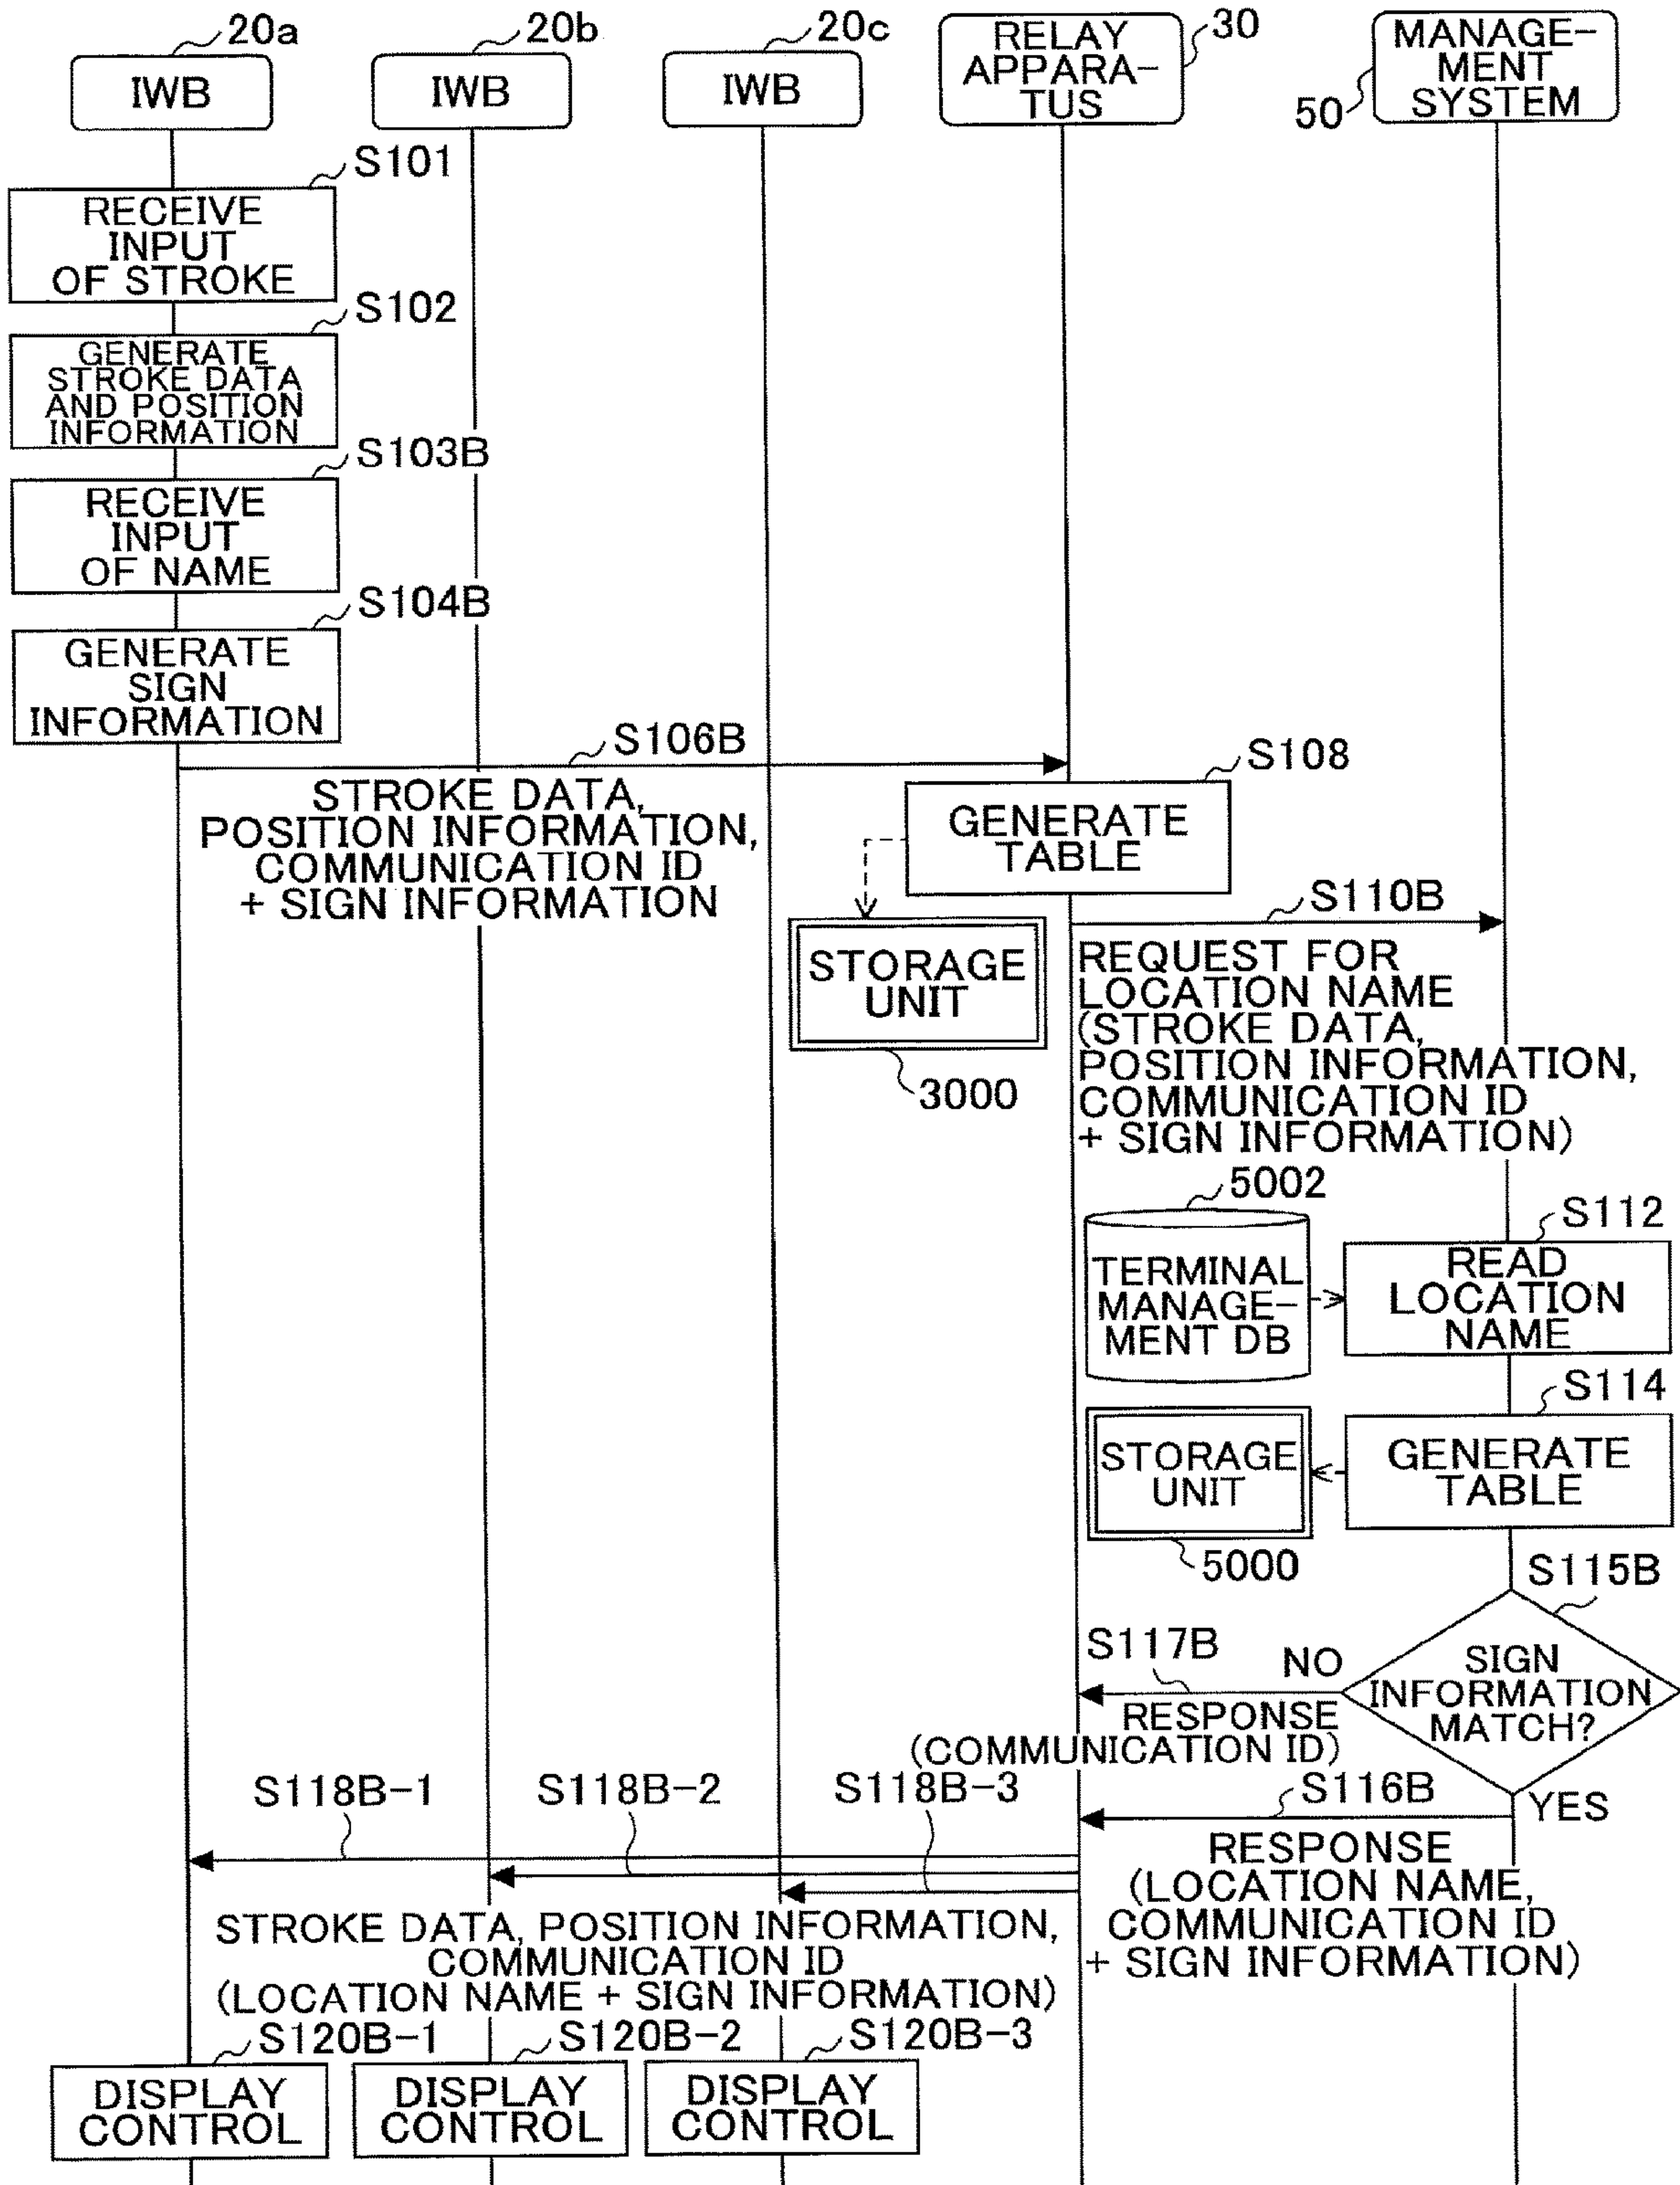 20a
20b
20c
30
50
IWB
IWB
IWB
RELAY
APPARA-
TUS
MANAGE-
MENT
SYSTEM
S101
RECEIVE
INPUT
OF STROKE
S102
GENERATE
STROKE DATA
AND POSITION
INFORMATION
S103B
RECEIVE
INPUT
OF NAME
S104B
GENERATE
SIGN
INFORMATION
S106B
STROKE DATA,
POSITION INFORMATION,
COMMUNICATION ID
+ SIGN INFORMATION
S108
GENERATE
TABLE
STORAGE
UNIT
3000
S110B
REQUEST FOR
LOCATION NAME
(STROKE DATA,
POSITION INFORMATION,
COMMUNICATION ID
+ SIGN INFORMATION)
5002
TERMINAL
MANAGE-
MENT DB
S112
READ
LOCATION
NAME
S114
GENERATE
TABLE
STORAGE
UNIT
5000
S115B
SIGN
INFORMATION
MATCH?
NO
S117B
RESPONSE
(COMMUNICATION ID)
YES
S116B
RESPONSE
(LOCATION NAME,
COMMUNICATION ID
+ SIGN INFORMATION)
S118B-1
S118B-2
S118B-3
STROKE DATA, POSITION INFORMATION,
COMMUNICATION ID
(LOCATION NAME + SIGN INFORMATION)
S120B-1
S120B-2
S120B-3
DISPLAY
CONTROL
DISPLAY
CONTROL
DISPLAY
CONTROL